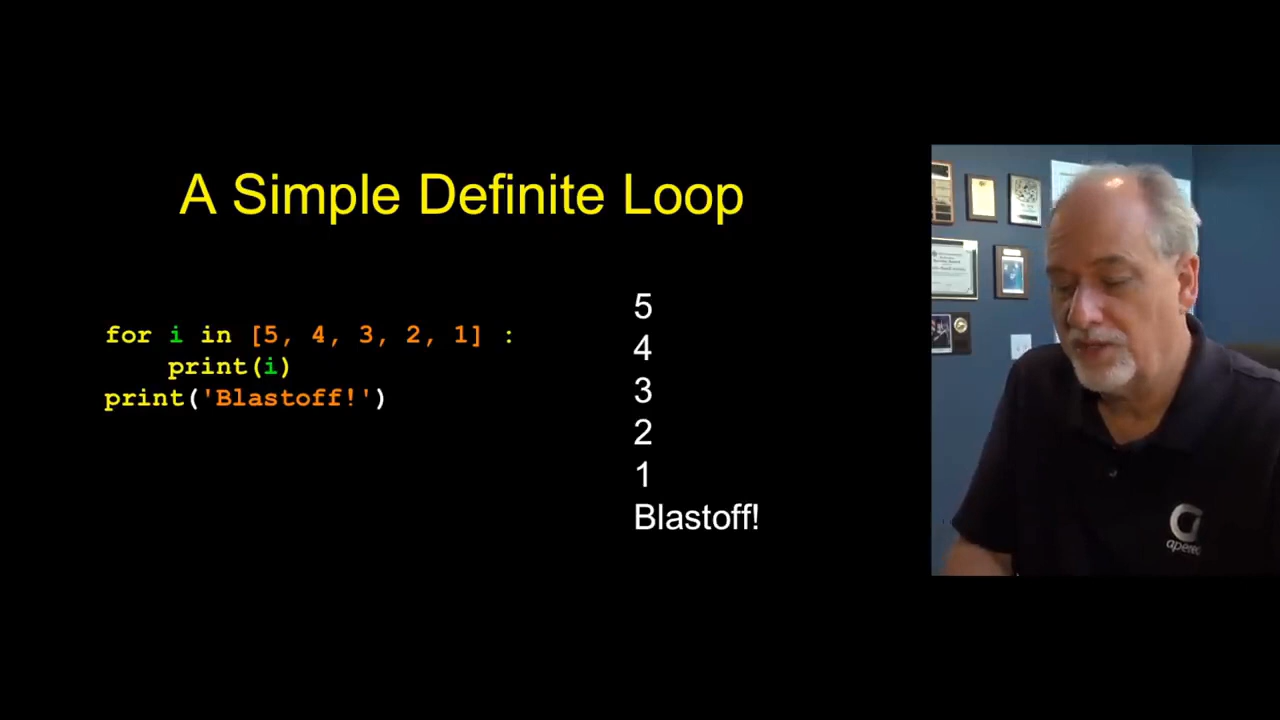 A Simple Definite Loop
for i in [5, 4, 3, 2, 1] :
    print(i)
print('Blastoff!')
5
4
3
2
1
Blastoff!